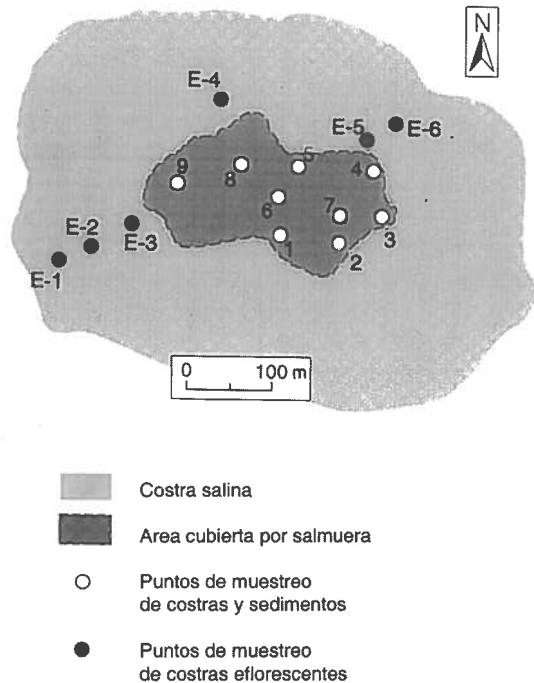 N
E-4
E-5
E-6
9
8
5
4
6
7
3
E-3
E-2
1
2
E-1
0 100 m
Costra salina
Area cubierta por salmuera
Puntos de muestreo
de costras y sedimentos
Puntos de muestreo
de costras eflorescentes